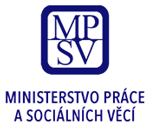 MP
SV
MINISTERSTVO PRÁCE
A SOCIÁLNÍCH VĚCÍ